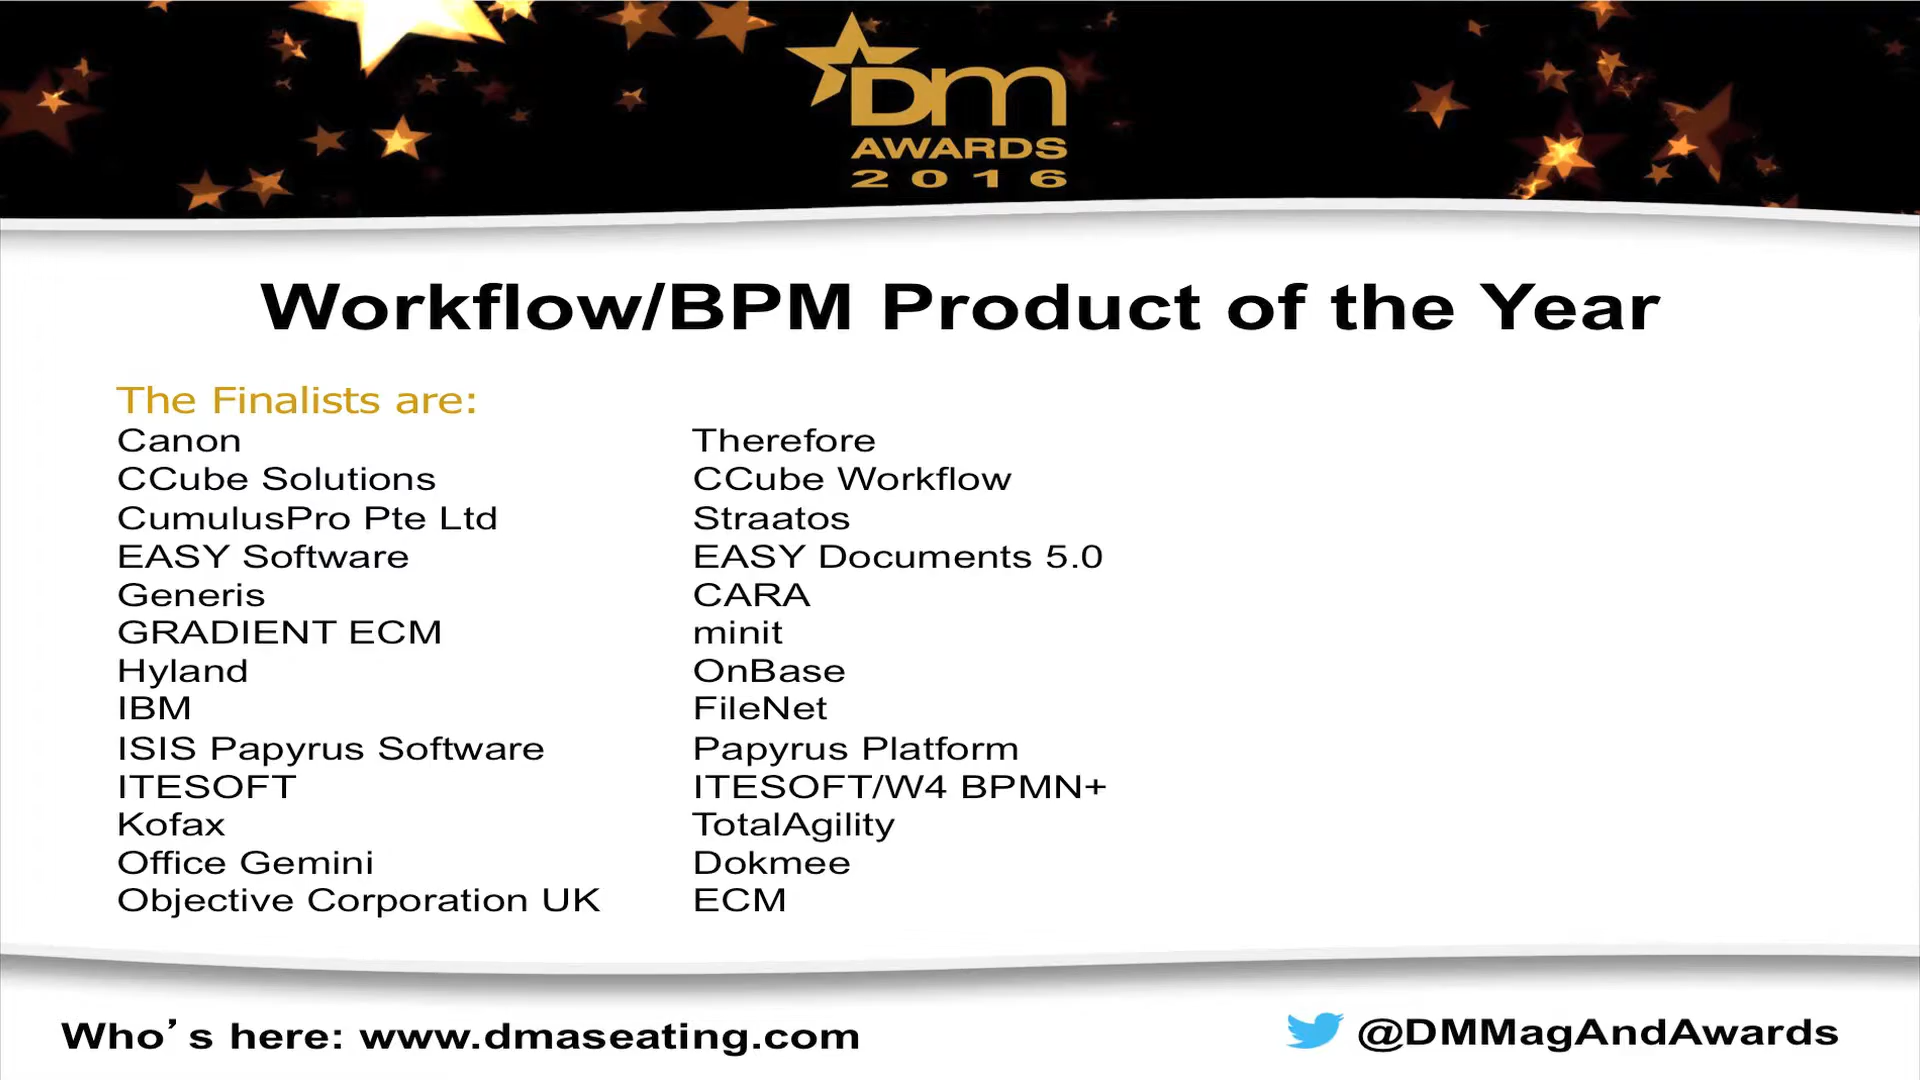 Dm
AWARDS
2016
Workflow/BPM Product of the Year
The Finalists are:
Canon Therefore
CCube Solutions CCube Workflow
CumulusPro Pte Ltd Straatos
EASY Software EASY Documents 5.0
Generis CARA
GRADIENT ECM minit
Hyland OnBase
IBM FileNet
ISIS Papyrus Software Papyrus Platform
ITESOFT ITESOFT/W4 BPMN+
Kofax TotalAgility
Office Gemini Dokmee
Objective Corporation UK ECM
Who’s here: www.dmaseating.com
@DMMagAndAwards